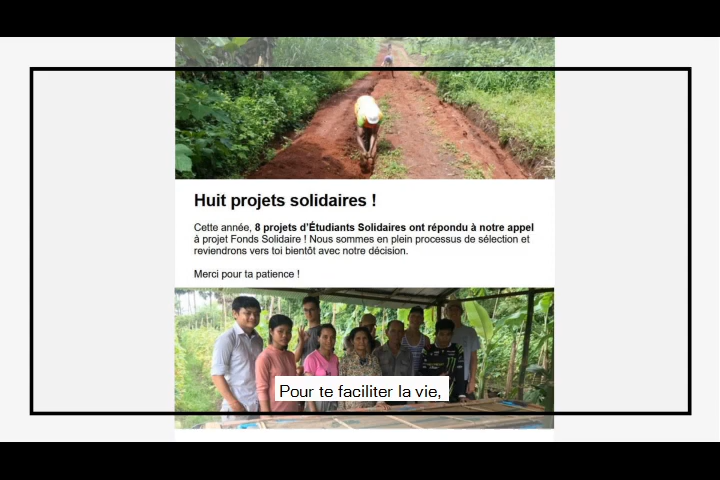 Huit projets solidaires !
Cette année, 8 projets d'Étudiants Solidaires ont répondu à notre appel
à projet Fonds Solidaire ! Nous sommes en plein processus de sélection et
reviendrons vers toi bientôt avec notre décision.
Merci pour ta patience !
Pour te faciliter la vie,